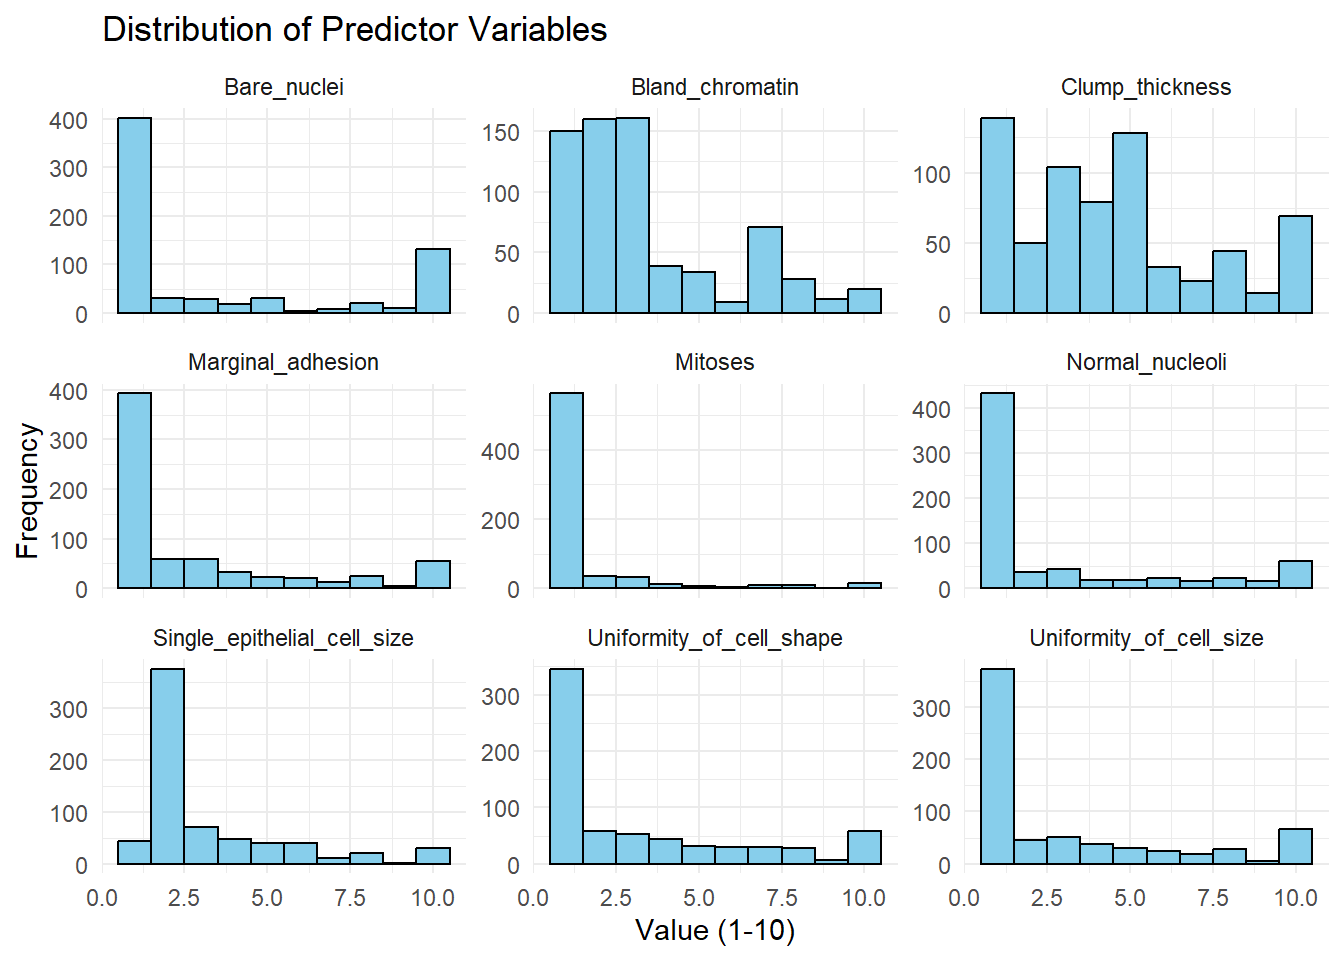 Distribution of Predictor Variables
Bare_nuclei
Bland_chromatin
Clump_thickness
400
300
200
100
0
150
100
50
0
100
50
0
Marginal_adhesion
Mitoses
Normal_nucleoli
400
300
200
100
0
400
200
0
400
300
200
100
0
Single_epithelial_cell_size
Uniformity_of_cell_shape
Uniformity_of_cell_size
300
200
100
0
300
200
100
0
300
200
100
0
0.0 2.5 5.0 7.5 10.0
0.0 2.5 5.0 7.5 10.0
0.0 2.5 5.0 7.5 10.0
Frequency
Value (1-10)